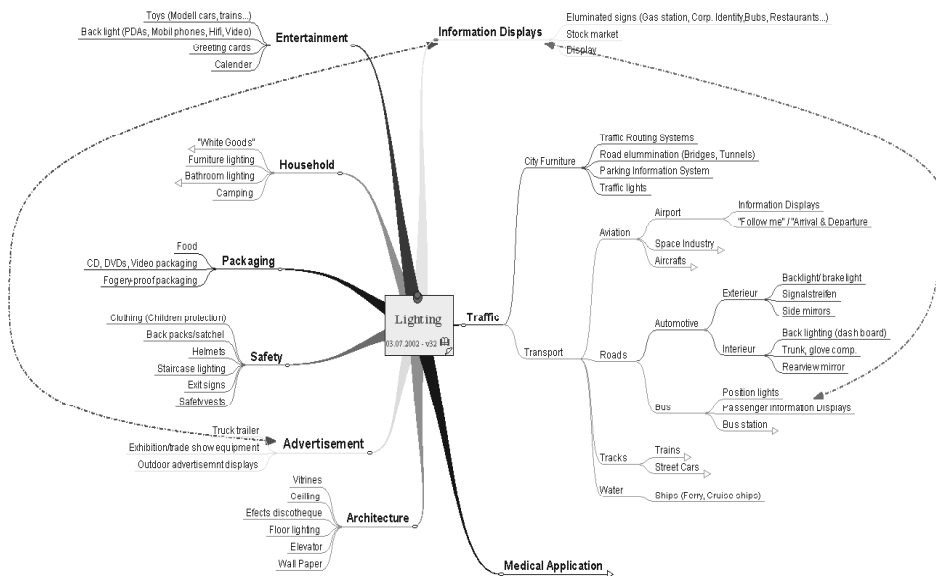 Toys (Modell cars, trains...)
Back light (PDAs, Mobil phones, Hifi, Video)
Greeting cards
Calender
Entertainment
Information Displays
Eluminated signs (Gas station, Corp. Identity,Bubs, Restaurants...)
Stock market
Display
"White Goods"
Furniture lighting
Bathroom lighting
Camping
Household
Food
CD, DVDs, Video packaging
Fogery-proof packaging
Packaging
Clothing (Children protection)
Back packs/satchel
Helmets
Staircase lighting
Exit signs
Safety vests
Safety
Truck trailer
Exhibition/trade show equipment
Outdoor advertisemnt displays
Advertisement
Vitrines
Ceilling
Efects discotheque
Floor lighting
Elevator
Wall Paper
Architecture
Lighting
03.07.2002 - v32
Traffic
City Furniture
Traffic Routing Systems
Road elummination (Bridges, Tunnels)
Parking Information System
Traffic lights
Transport
Aviation
Airport
Information Displays
"Follow me" / "Arrival & Departure
Space Industry
Aircrafts
Roads
Automotive
Exterieur
Backlight/ brakelight
Signalstreifen
Side mirrors
Interieur
Back lighting (dash board)
Trunk, glove comp.
Rearview mirror
Bus
Position lights
Passenger Information Displays
Bus station
Tracks
Trains
Street Cars
Water
Ships (Ferry, Cruise ships)
Medical Application